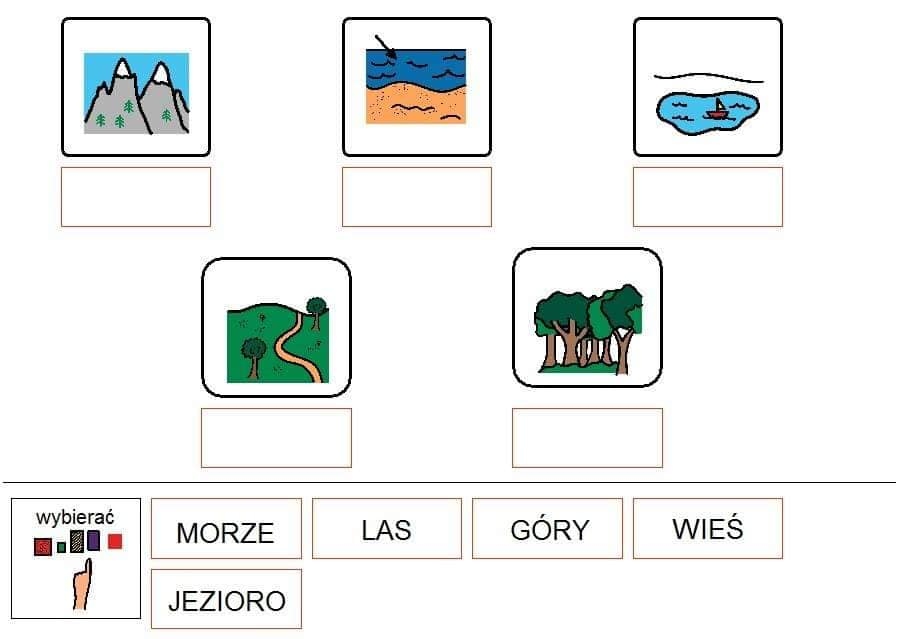 wybierać
MORZE
LAS
GÓRY
WIEŚ
JEZIORO